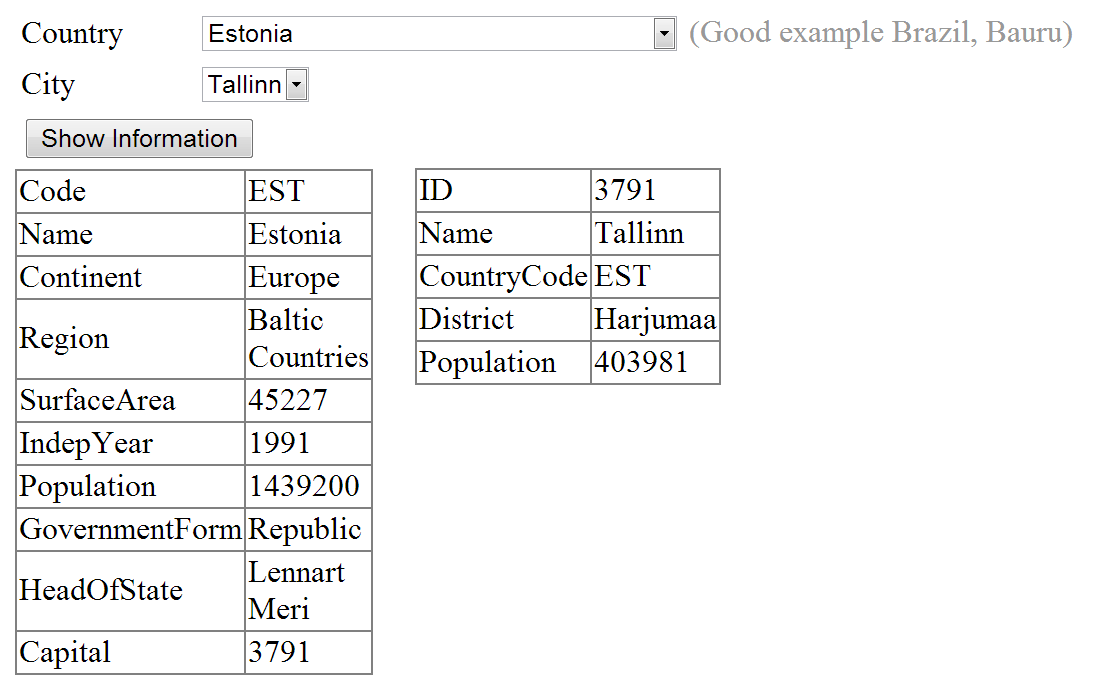 Country Estonia (Good example Brazil, Bauru)
City Tallinn
Show Information
Code EST
Name Estonia
Continent Europe
Region Baltic
Countries
SurfaceArea 45227
IndepYear 1991
Population 1439200
GovernmentForm Republic
HeadOfState Lennart
Meri
Capital 3791
ID 3791
Name Tallinn
CountryCode EST
District Harjumaa
Population 403981